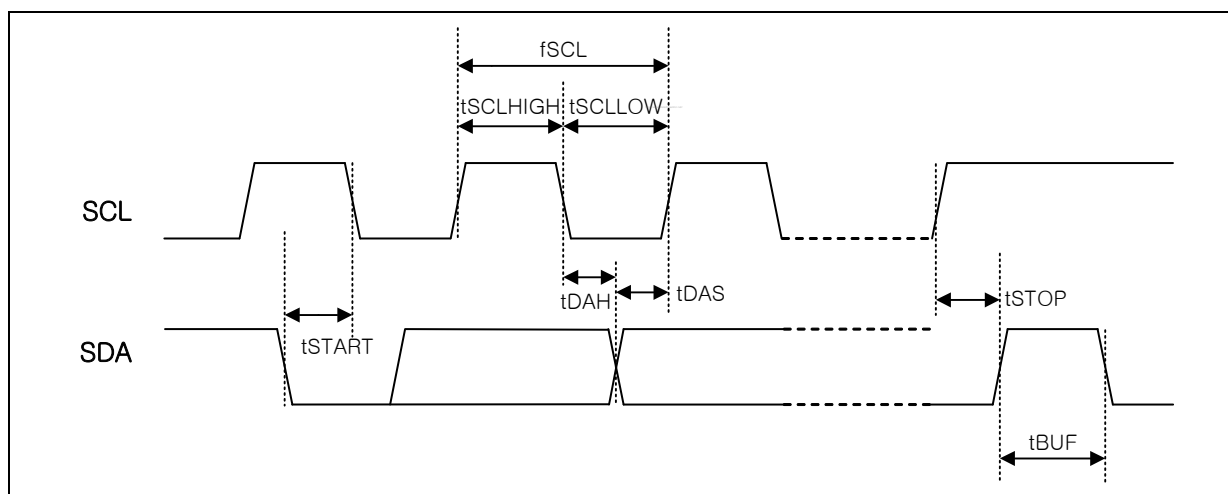 fSCL
tSCLHIGH tSCLLOW
SCL
tDAH tDAS
tSTOP
tSTART
SDA
tBUF